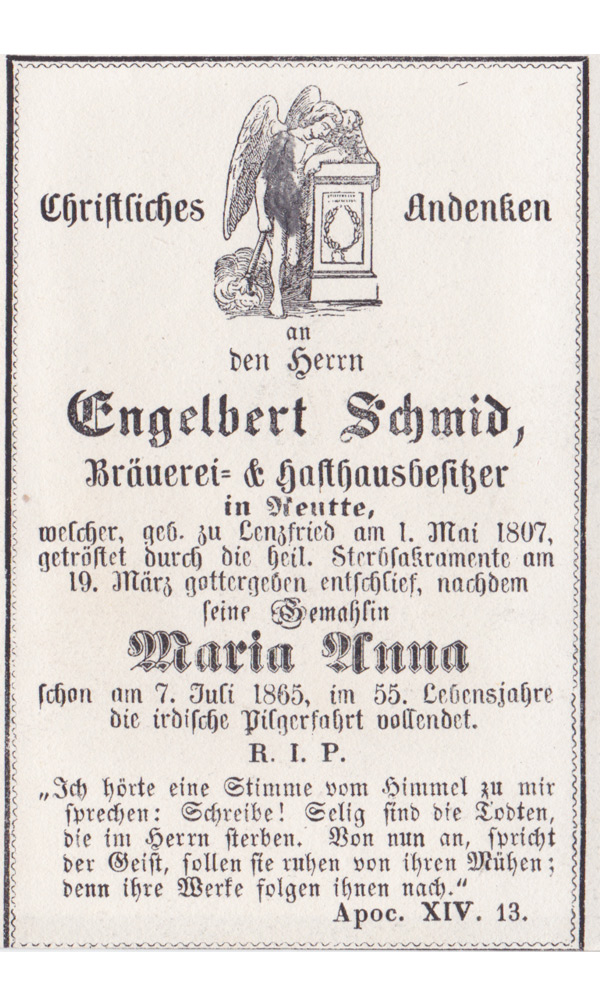 Christliches Andenken
an
den Herrn
Engelbert Schmid,
Bräuerei- & Gasthausbesitzer
in Reutte,
welcher, geb. zu Lenzfried am 1. Mai 1807,
getröstet durch die heil. Sterbsakramente am
19. März gottergeben entschlief, nachdem
seine Gemahlin
Maria Anna
schon am 7. Juli 1865, im 55. Lebensjahre
die irdische Pilgerfahrt vollendet.
R. I. P.
„Ich hörte eine Stimme vom Himmel zu mir
sprechen: Schreibe! Selig sind die Todten,
die im Herrn sterben. Von nun an, spricht
der Geist, sollen sie ruhen von ihren Mühen;
denn ihre Werke folgen ihnen nach.“
Apoc. XIV. 13.